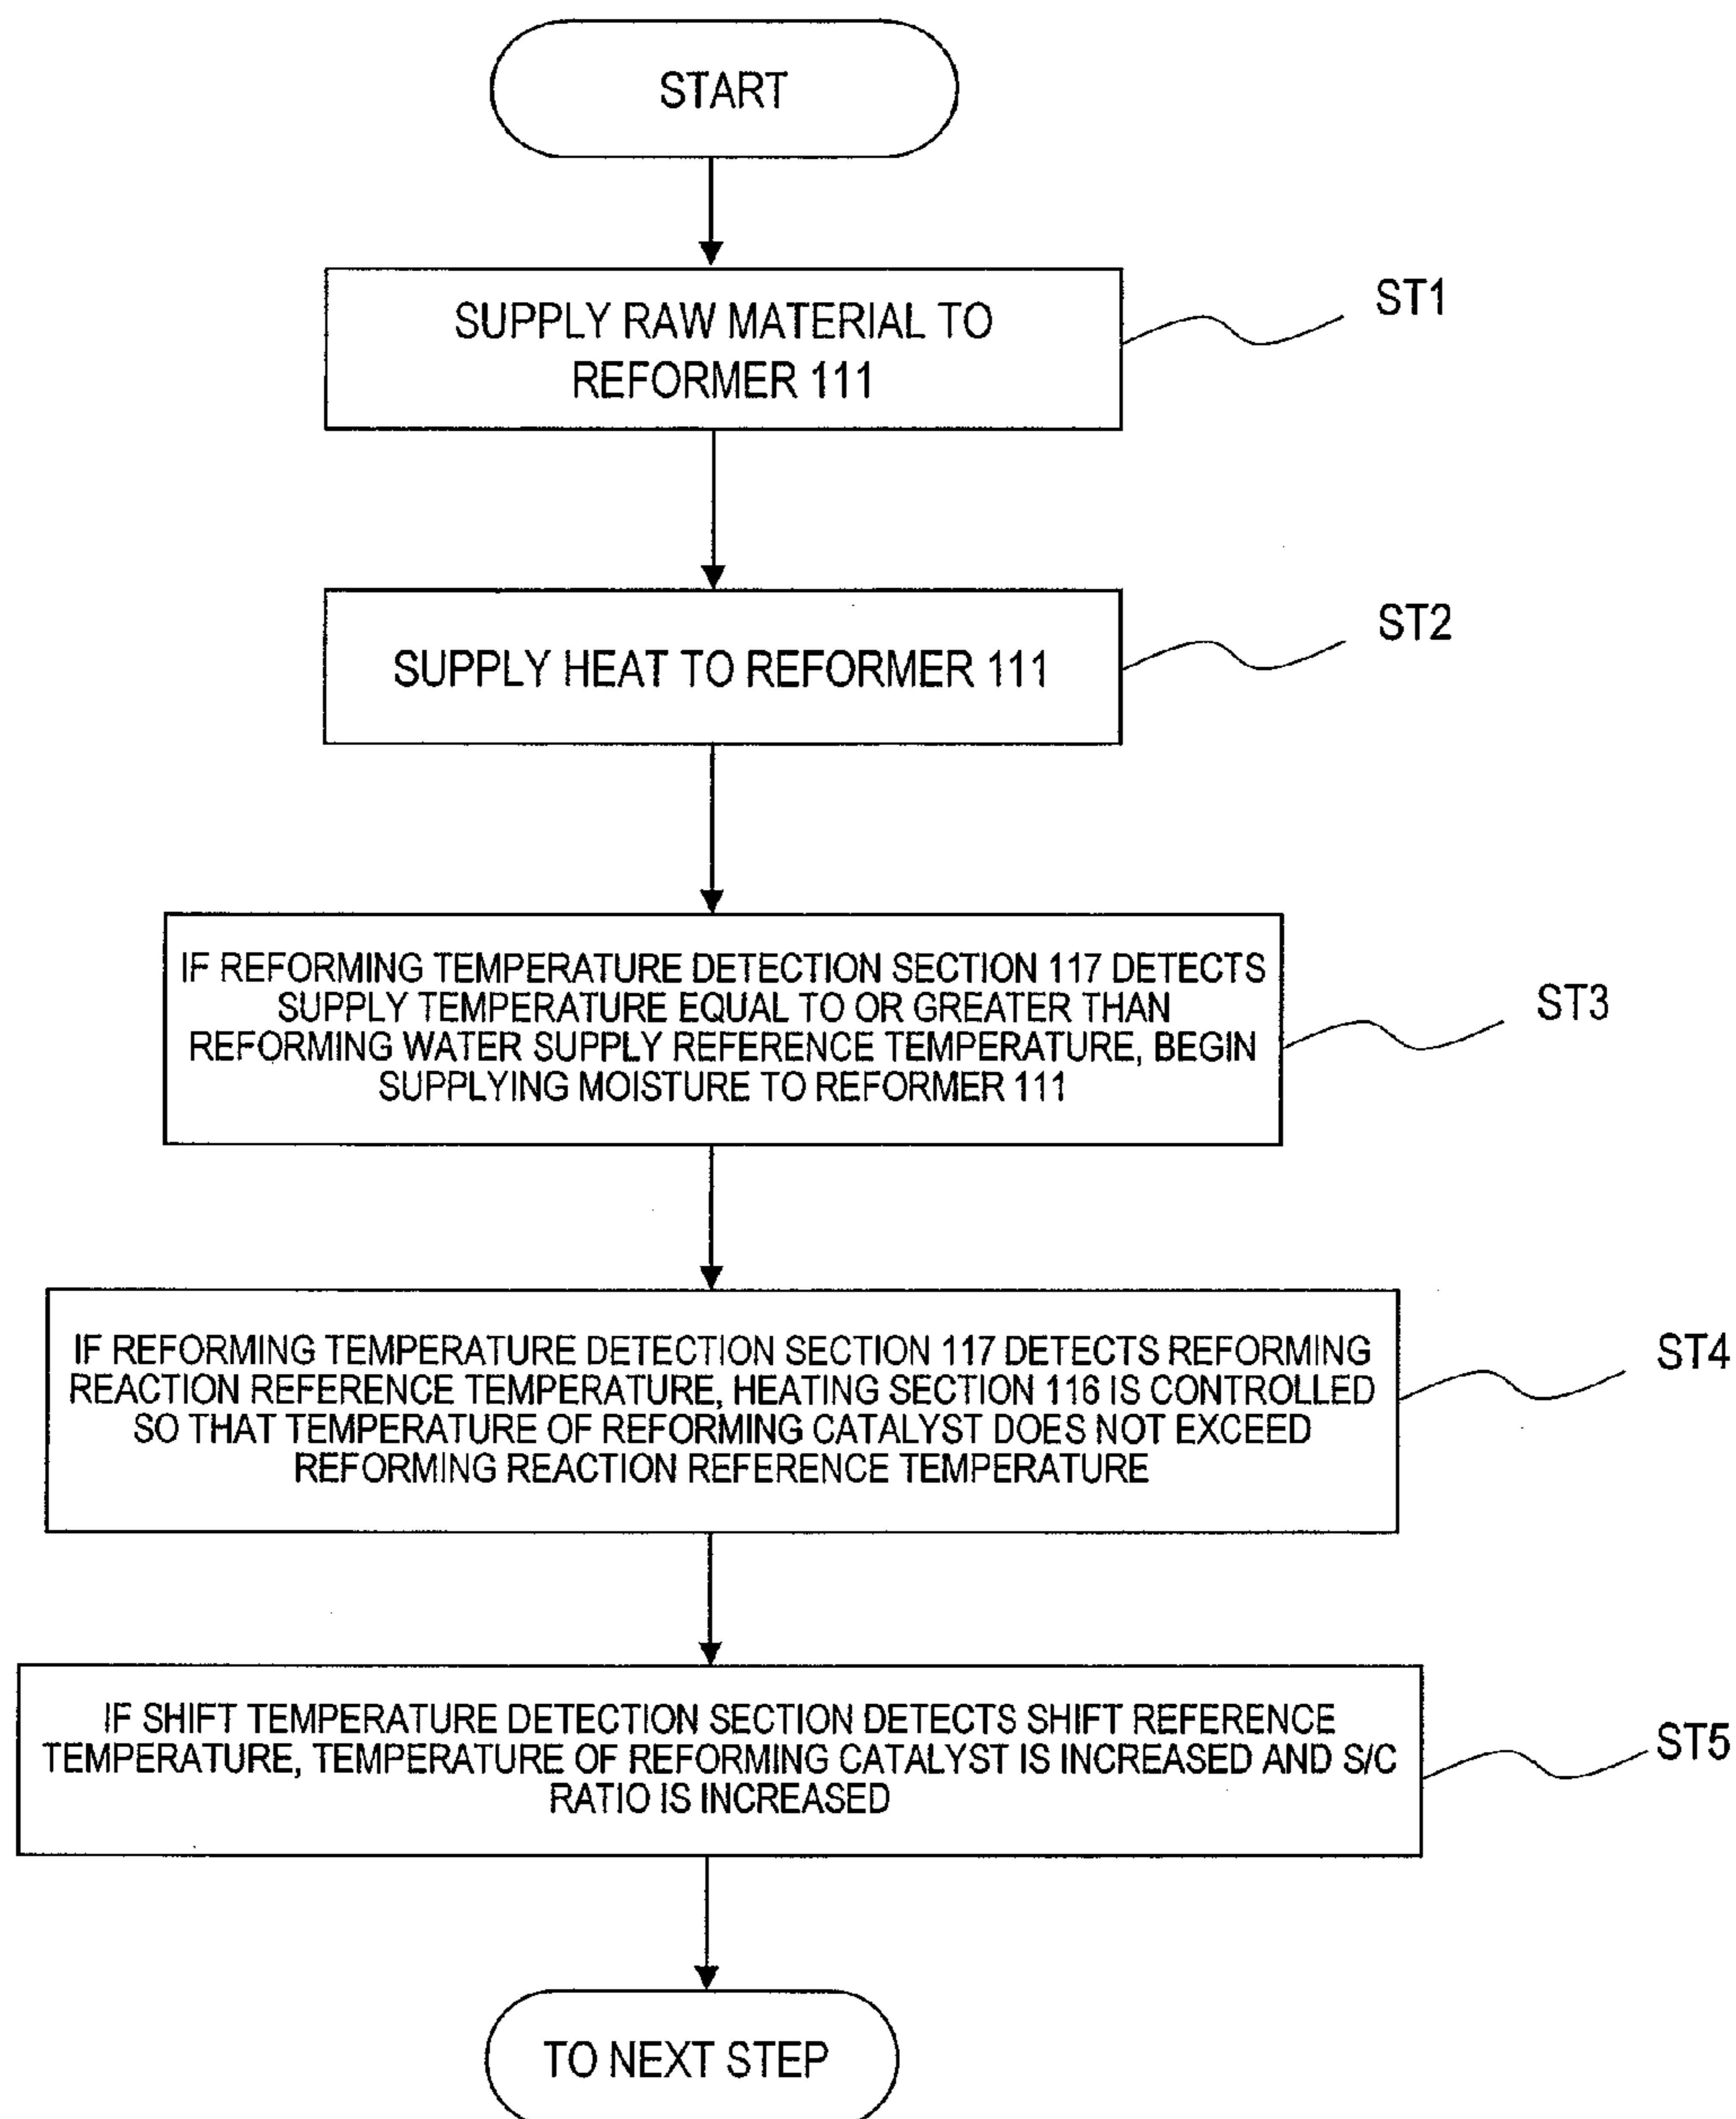 START
SUPPLY RAW MATERIAL TO
REFORMER 111
ST1
SUPPLY HEAT TO REFORMER 111
ST2
IF REFORMING TEMPERATURE DETECTION SECTION 117 DETECTS
SUPPLY TEMPERATURE EQUAL TO OR GREATER THAN
REFORMING WATER SUPPLY REFERENCE TEMPERATURE, BEGIN
SUPPLYING MOISTURE TO REFORMER 111
ST3
IF REFORMING TEMPERATURE DETECTION SECTION 117 DETECTS REFORMING
REACTION REFERENCE TEMPERATURE, HEATING SECTION 116 IS CONTROLLED
SO THAT TEMPERATURE OF REFORMING CATALYST DOES NOT EXCEED
REFORMING REACTION REFERENCE TEMPERATURE
ST4
IF SHIFT TEMPERATURE DETECTION SECTION DETECTS SHIFT REFERENCE
TEMPERATURE, TEMPERATURE OF REFORMING CATALYST IS INCREASED AND S/C
RATIO IS INCREASED
ST5
TO NEXT STEP